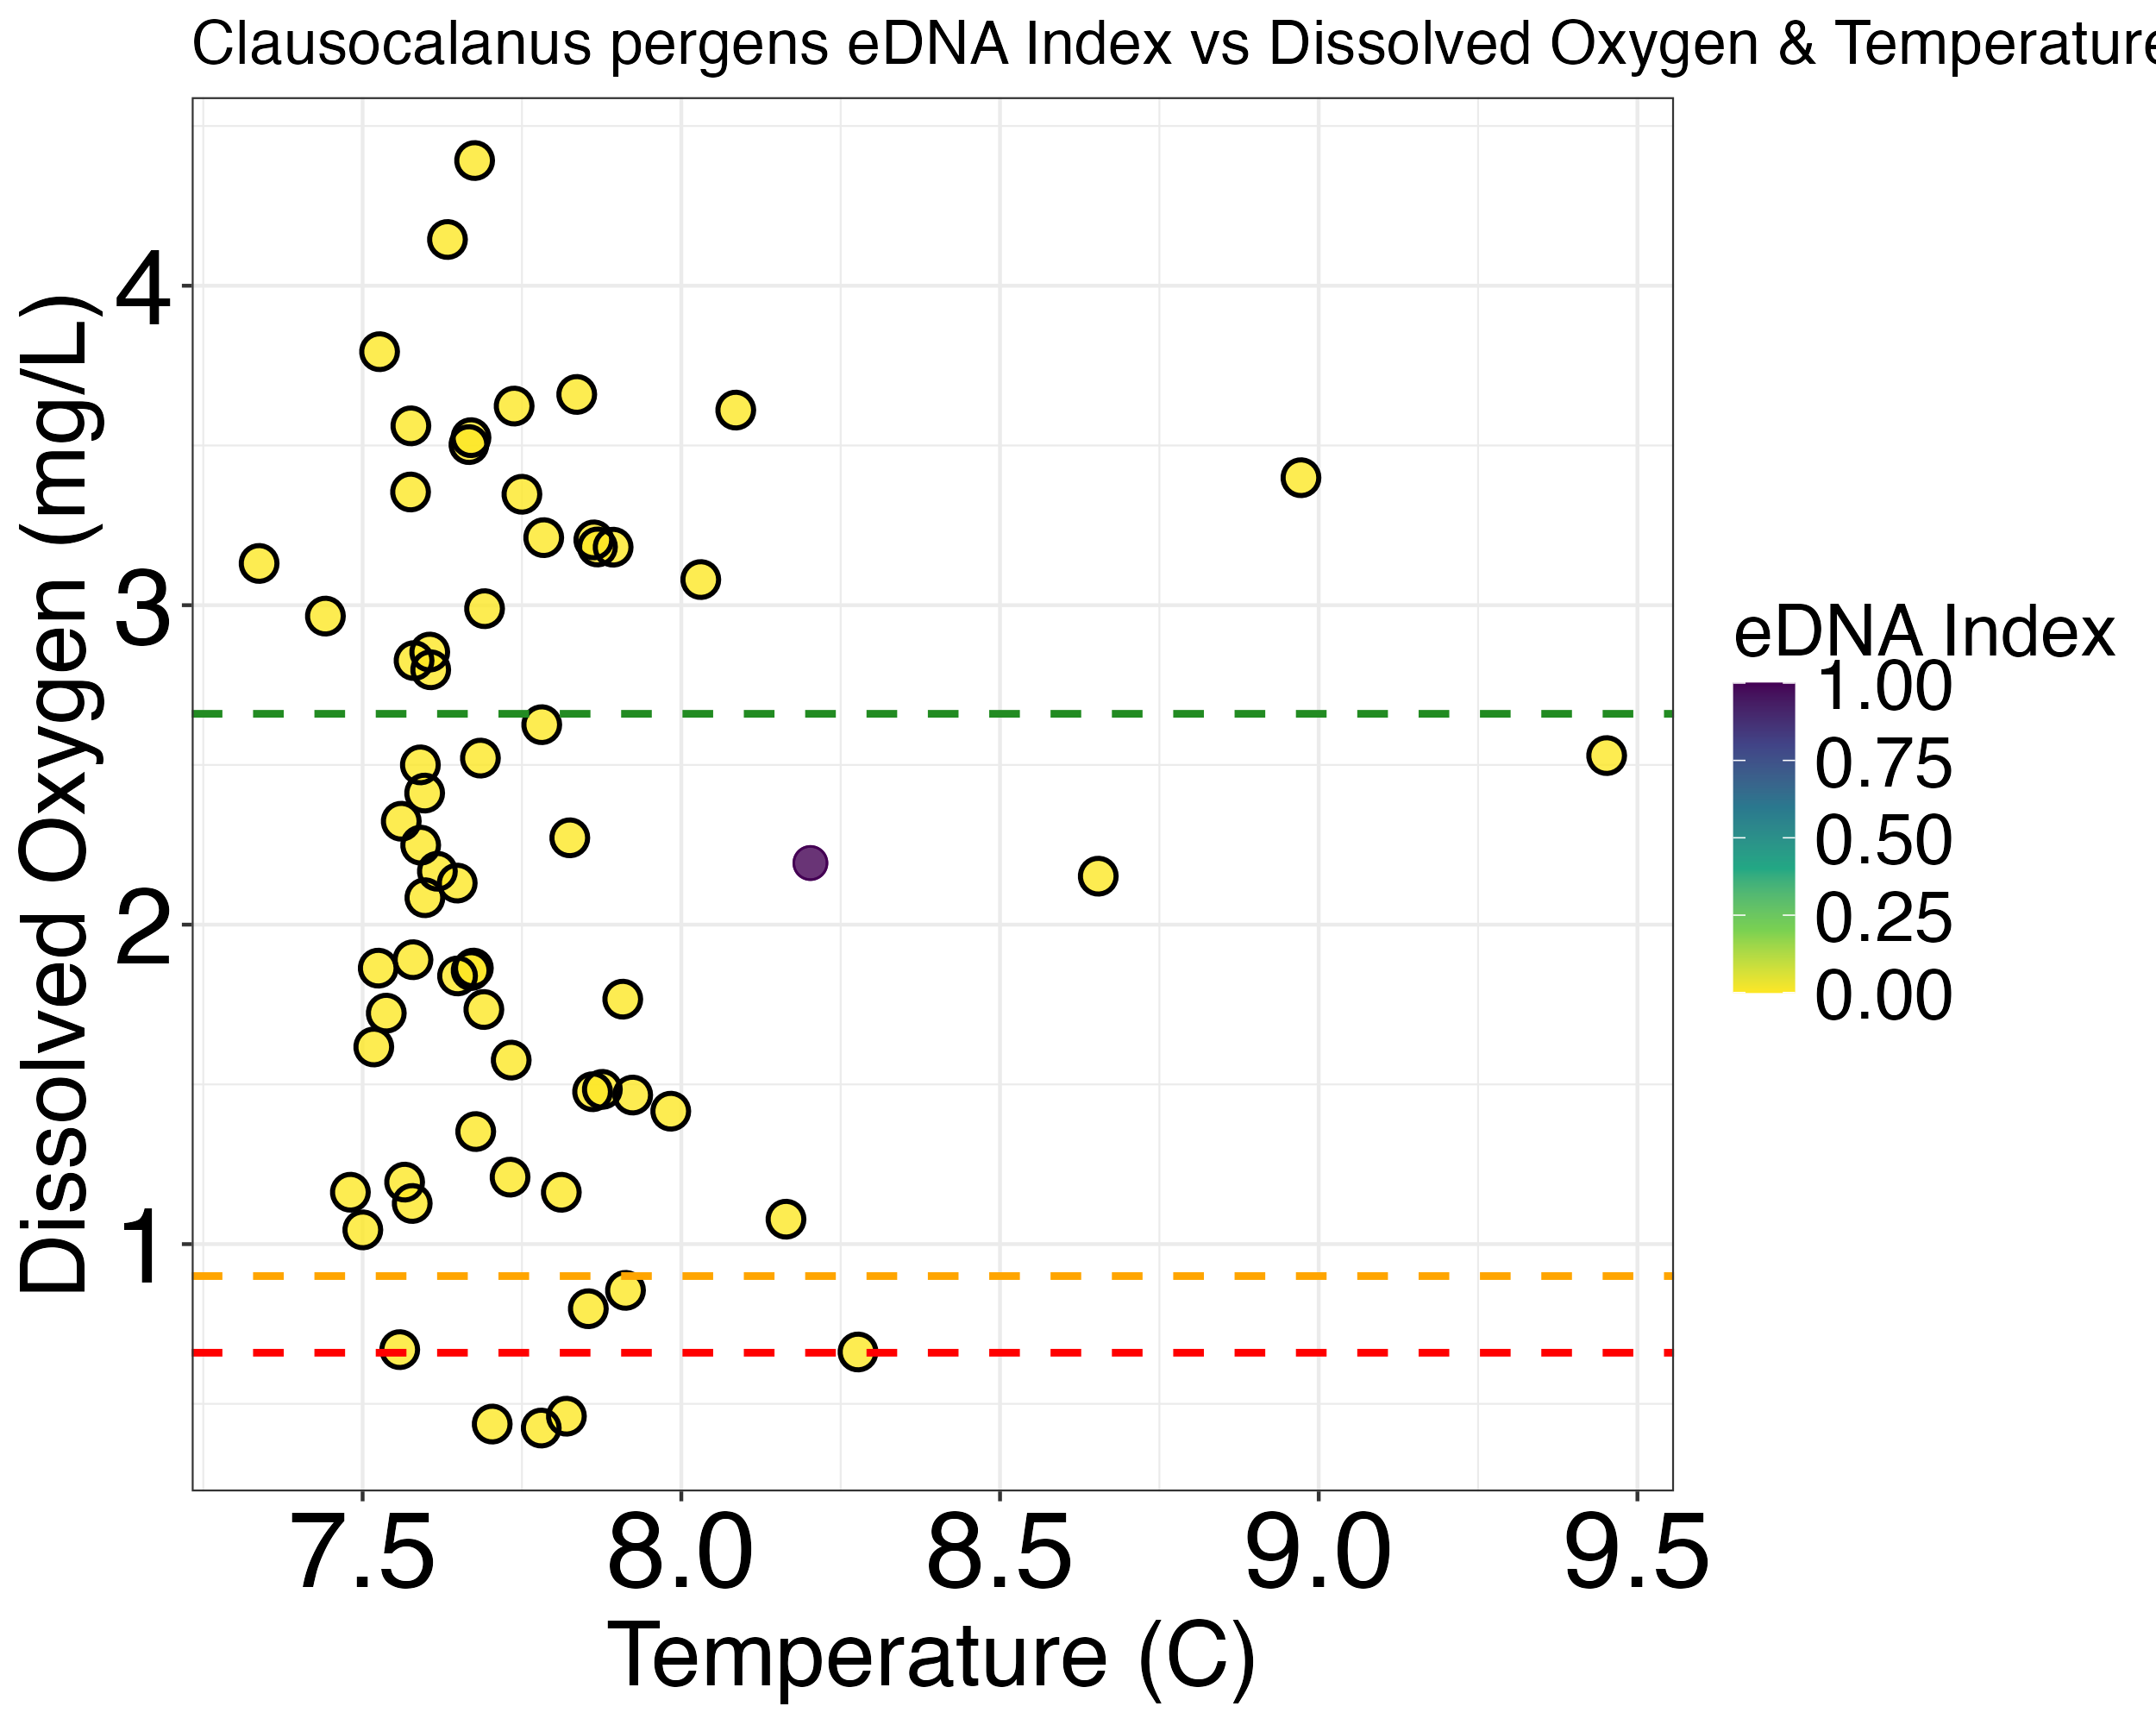 Clausocalanus pergens eDNA Index vs Dissolved Oxygen & Temperature
Dissolved Oxygen (mg/L)
4
3
2
1
7.5 8.0 8.5 9.0 9.5
Temperature (C)
eDNA Index
1.00
0.75
0.50
0.25
0.00